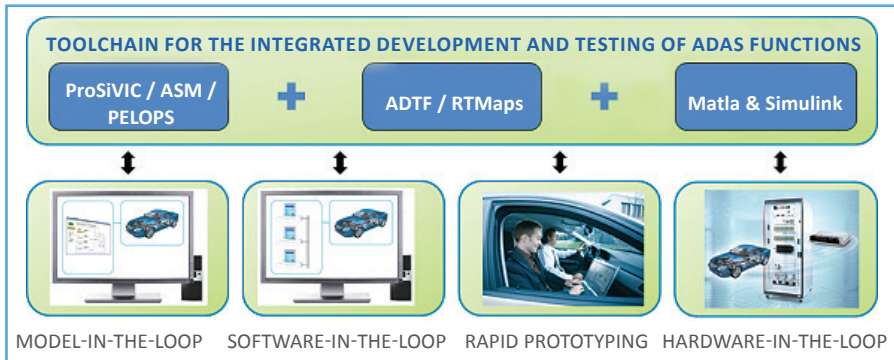 TOOLCHAIN FOR THE INTEGRATED DEVELOPMENT AND TESTING OF ADAS FUNCTIONS
ProSiVIC / ASM /
PELOPS
ADTF / RTMaps
Matla & Simulink
MODEL-IN-THE-LOOP
SOFTWARE-IN-THE-LOOP
RAPID PROTOTYPING
HARDWARE-IN-THE-LOOP